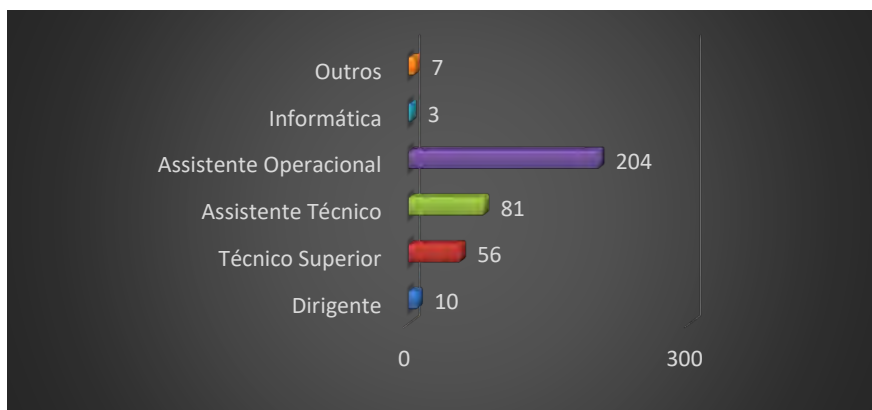 Outros 7
Informática 3
Assistente Operacional 204
Assistente Técnico 81
Técnico Superior 56
Dirigente 10
0 300